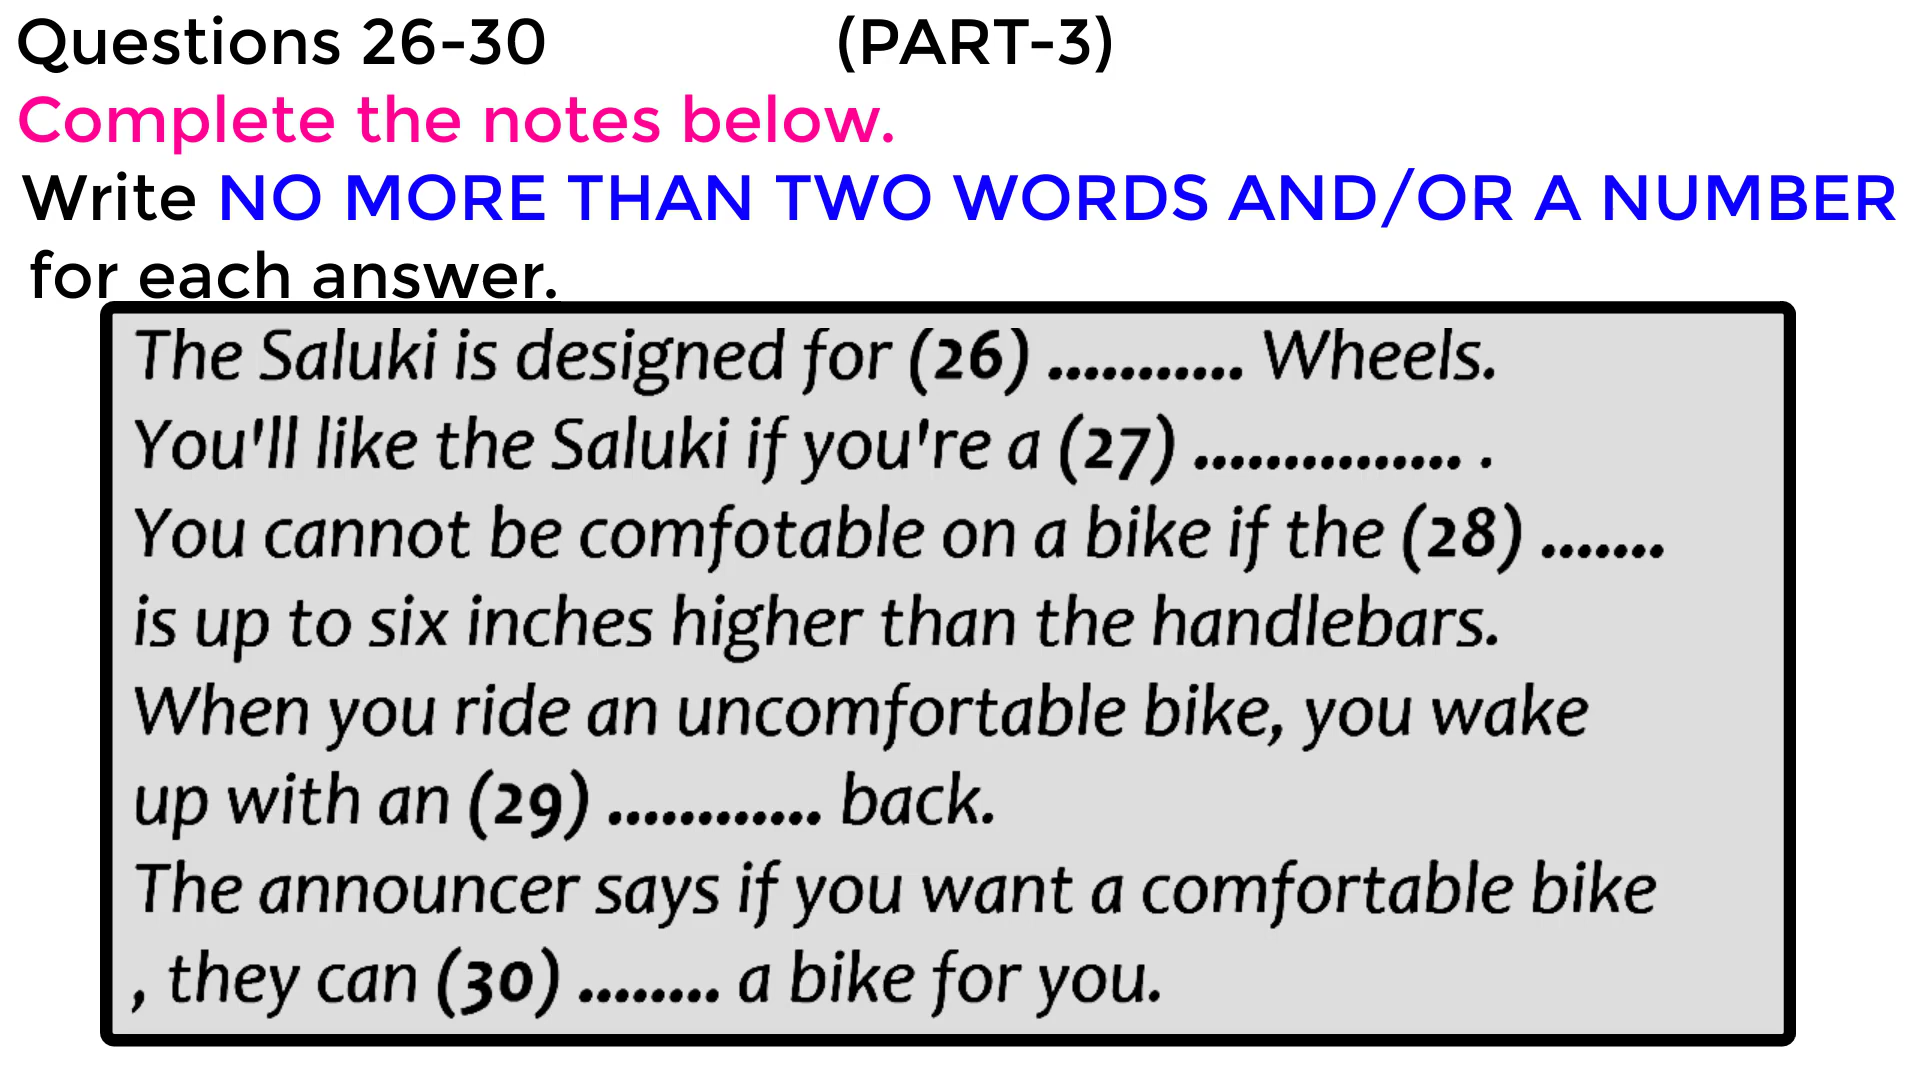 Questions 26-30 (PART-3)
Complete the notes below.
Write NO MORE THAN TWO WORDS AND/OR A NUMBER
for each answer.
The Saluki is designed for (26) ........... Wheels.
You'll like the Saluki if you're a (27) ............... .
You cannot be comfotable on a bike if the (28) .......
is up to six inches higher than the handlebars.
When you ride an uncomfortable bike, you wake
up with an (29) ............ back.
The announcer says if you want a comfortable bike
, they can (30) ........ a bike for you.